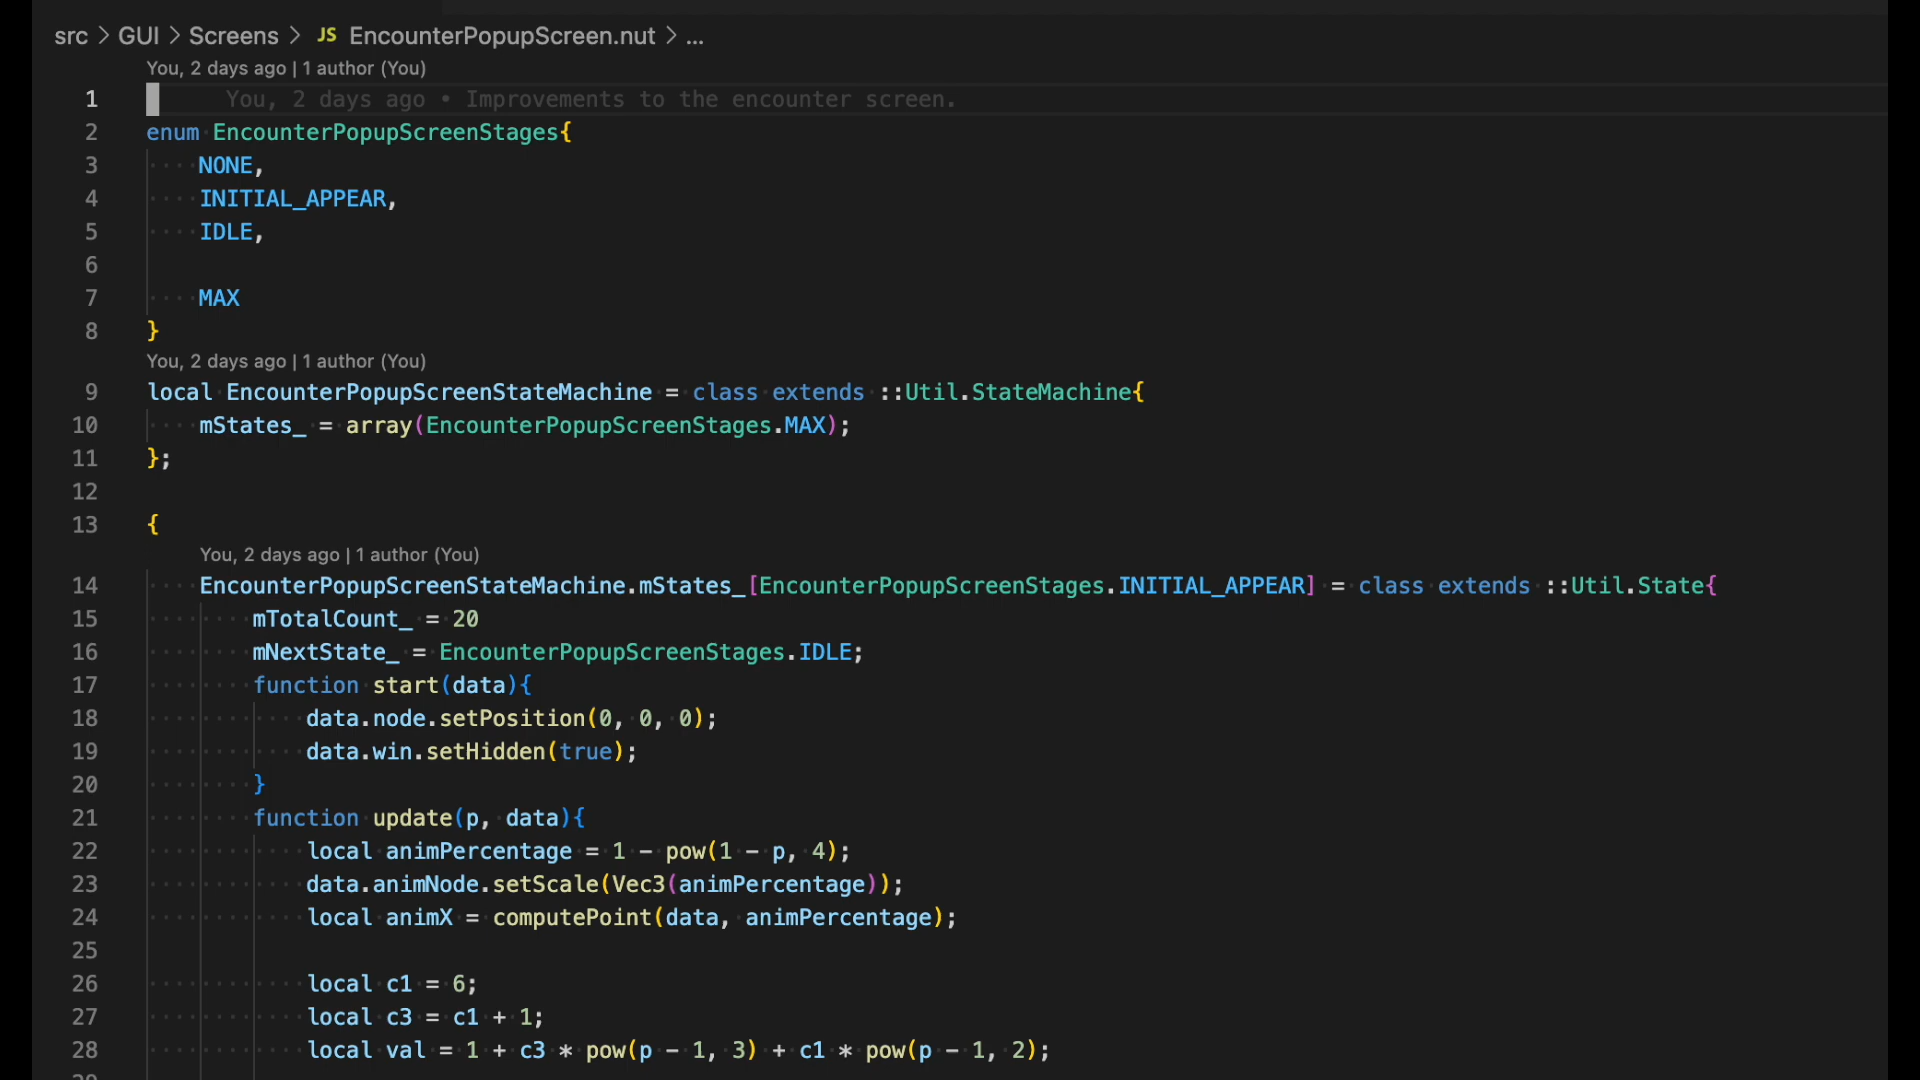 src > GUI > Screens > JS EncounterPopupScreen.nut > ...
You, 2 days ago | 1 author (You)
1 You, 2 days ago • Improvements to the encounter screen.
2 enum EncounterPopupScreenStages{
3 NONE,
4 INITIAL_APPEAR,
5 IDLE,
6
7 MAX
8 }
You, 2 days ago | 1 author (You)
9 local EncounterPopupScreenStateMachine = class extends ::Util.StateMachine{
10 mStates_ = array(EncounterPopupScreenStages.MAX);
11 };
12
13 {
You, 2 days ago | 1 author (You)
14 EncounterPopupScreenStateMachine.mStates_[EncounterPopupScreenStages.INITIAL_APPEAR] = class extends ::Util.State{
15 mTotalCount_ = 20
16 mNextState_ = EncounterPopupScreenStages.IDLE;
17 function start(data){
18 data.node.setPosition(0, 0, 0);
19 data.win.setHidden(true);
20 }
21 function update(p, data){
22 local animPercentage = 1 - pow(1 - p, 4);
23 data.animNode.setScale(Vec3(animPercentage));
24 local animX = computePoint(data, animPercentage);
25
26 local c1 = 6;
27 local c3 = c1 + 1;
28 local val = 1 + c3 * pow(p - 1, 3) + c1 * pow(p - 1, 2);
29